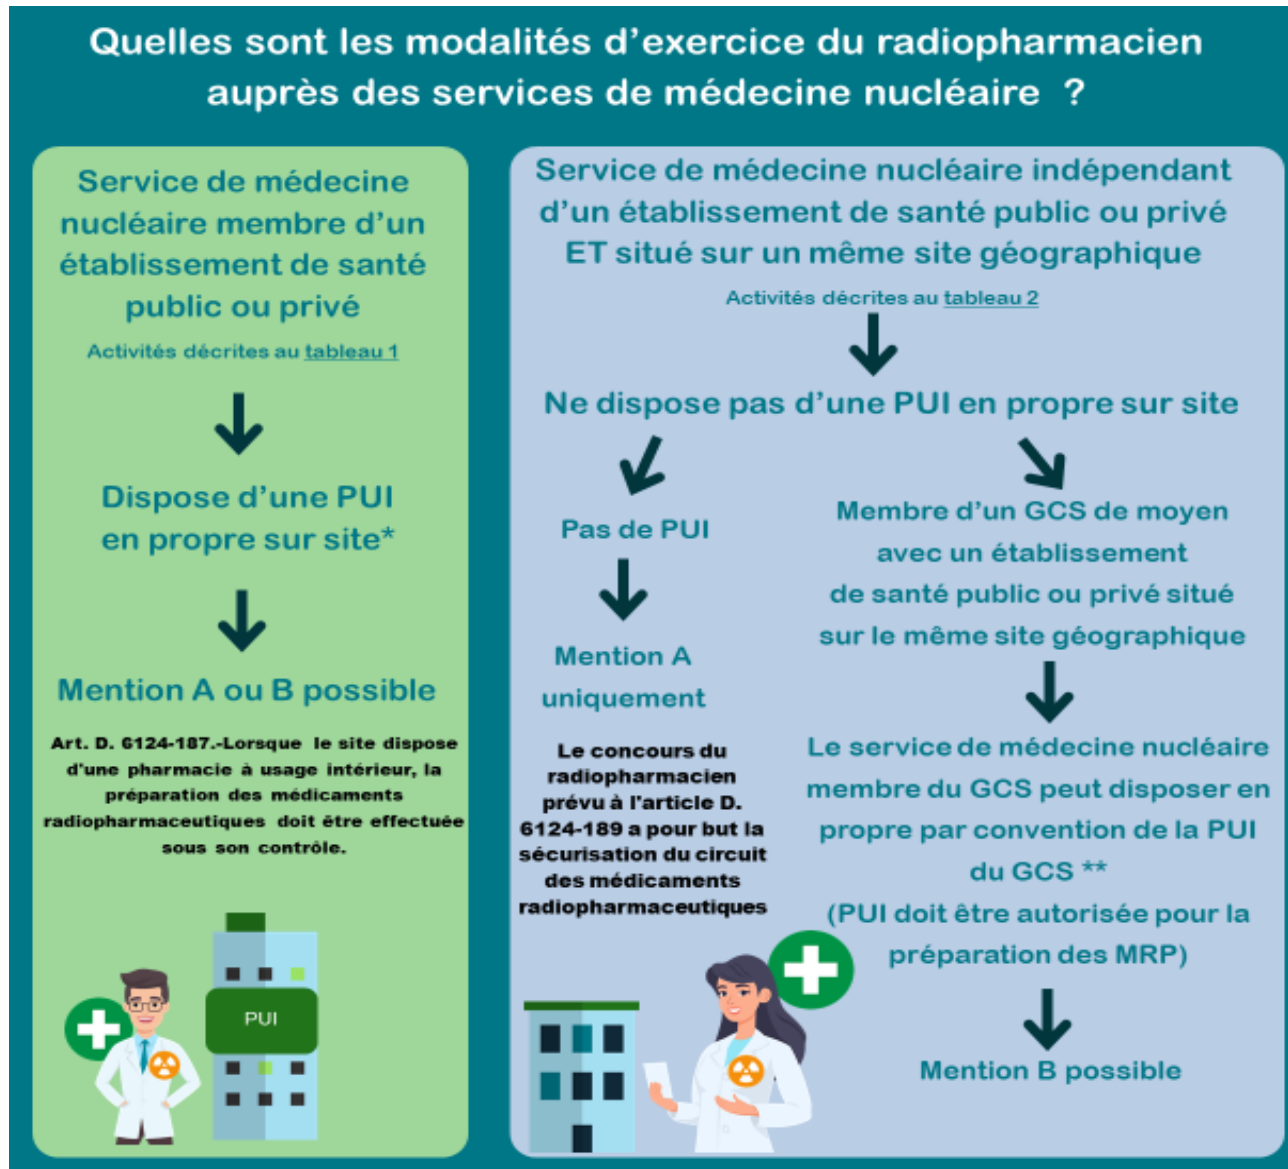 Quelles sont les modalités d'exercice du radiopharmacien
auprès des services de médecine nucléaire ?
Service de médecine
nucléaire membre d'un
établissement de santé
public ou privé
Activités décrites au tableau 1
Dispose d'une PUI
en propre sur site*
Mention A ou B possible
Art. D. 6124-187.-Lorsque le site dispose
d'une pharmacie à usage intérieur, la
préparation des médicaments
radiopharmaceutiques doit être effectuée
sous son contrôle.
PUI
Service de médecine nucléaire indépendant
d'un établissement de santé public ou privé
ET situé sur un même site géographique
Activités décrites au tableau 2
Ne dispose pas d'une PUI en propre sur site
Pas de PUI
Mention A
uniquement
Le concours du
radiopharmacien
prévu à l'article D.
6124-189 a pour but la
sécurisation du circuit
des médicaments
radiopharmaceutiques
Membre d'un GCS de moyen
avec un établissement
de santé public ou privé situé
sur le même site géographique
Le service de médecine nucléaire
membre du GCS peut disposer en
propre par convention de la PUI
du GCS **
(PUI doit être autorisée pour la
préparation des MRP)
Mention B possible